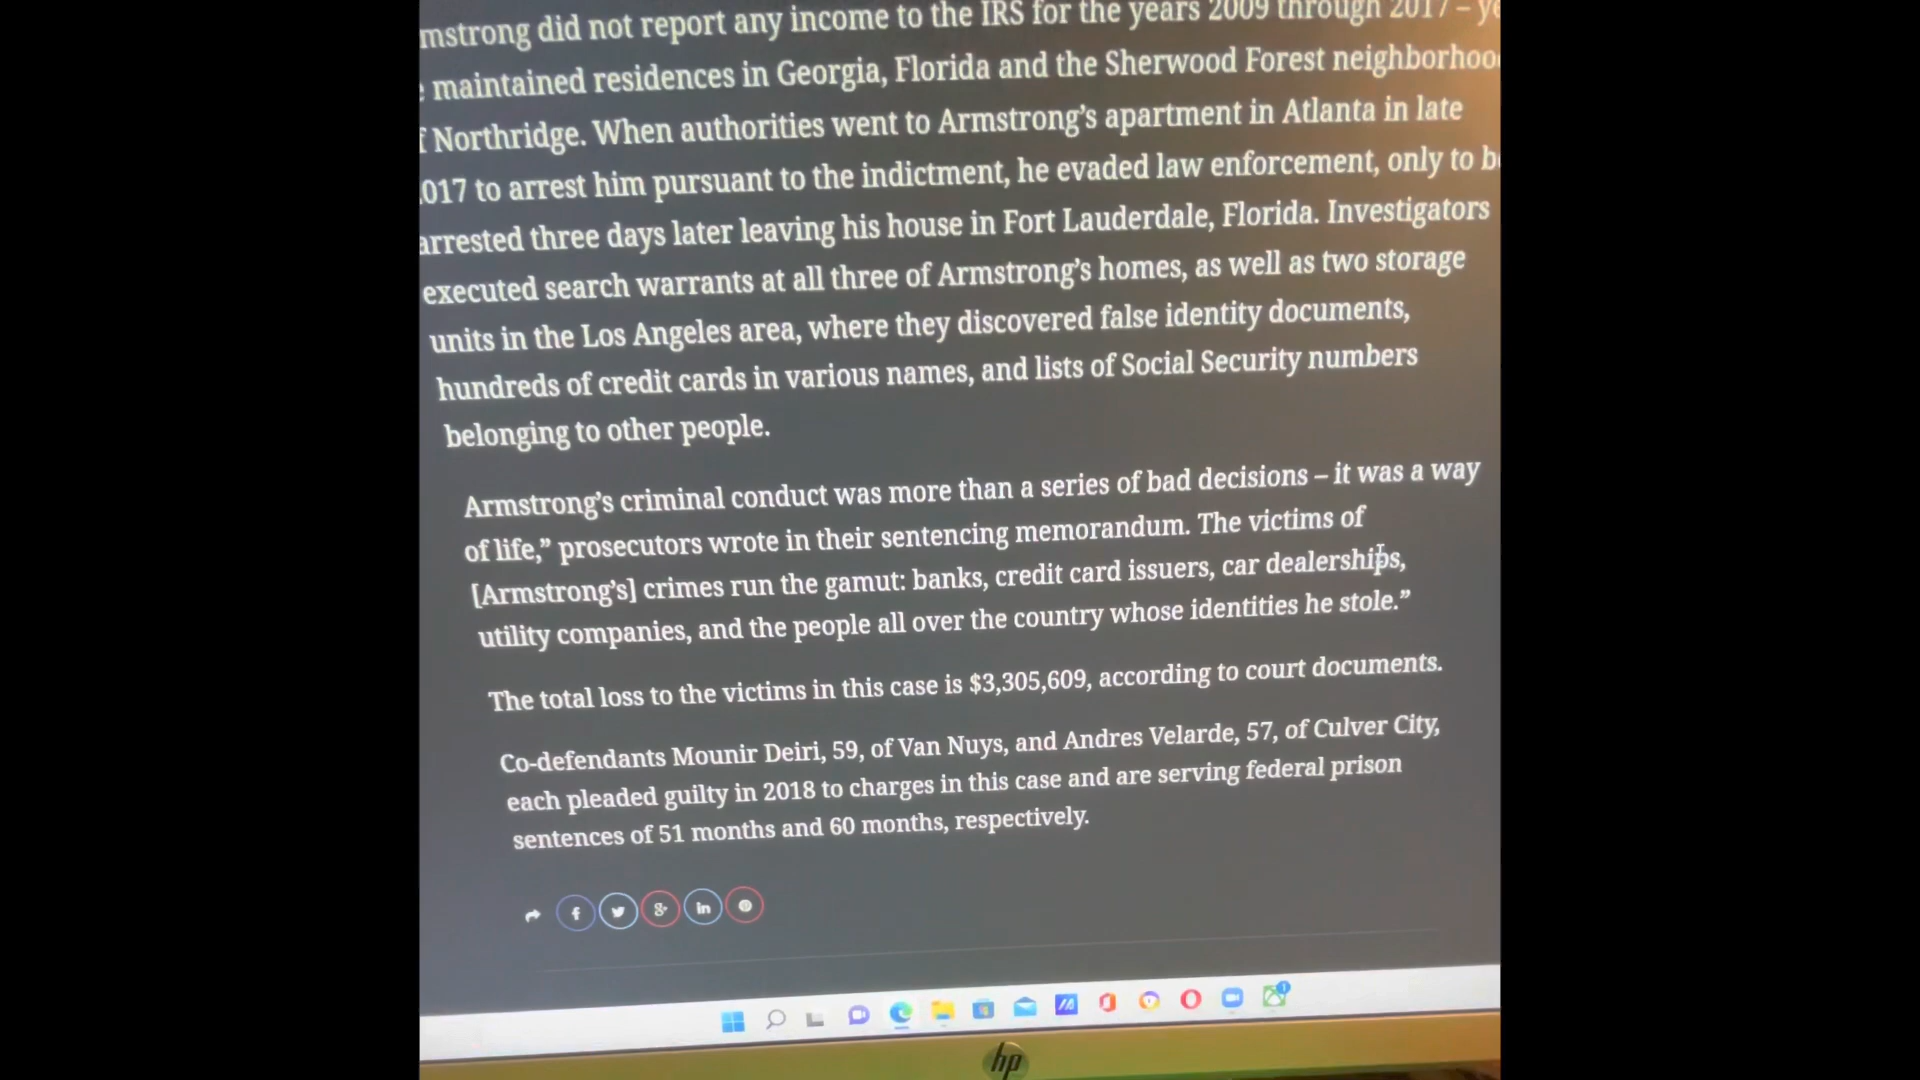 mstrong did not report any income to the IRS for the years 2009 through 2017 –
maintained residences in Georgia, Florida and the Sherwood Forest
Northridge. When authorities went to Armstrong's apartment in Atlanta in late
017 to arrest him pursuant to the indictment, he evaded law enforcement, only to
arrested three days later leaving his house in Fort Lauderdale, Florida. Investigators
executed search warrants at all three of Armstrong's homes, as well as two storage
units in the Los Angeles area, where they discovered false identity documents,
hundreds of credit cards in various names, and lists of Social Security numbers
belonging to other people.
Armstrong's criminal conduct was more than a series of bad decisions – it was a way
of life,” prosecutors wrote in their sentencing memorandum. The victims of
[Armstrong's] crimes run the gamut: banks, credit card issuers, car dealerships,
utility companies, and the people all over the country whose identities he stole.”
The total loss to the victims in this case is $3,305,609, according to court documents.
Co-defendants Mounir Deiri, 59, of Van Nuys, and Andres Velarde, 57, of Culver City,
each pleaded guilty in 2018 to charges in this case and are serving federal prison
sentences of 51 months and 60 months, respectively.
f
g+
in
1
hp